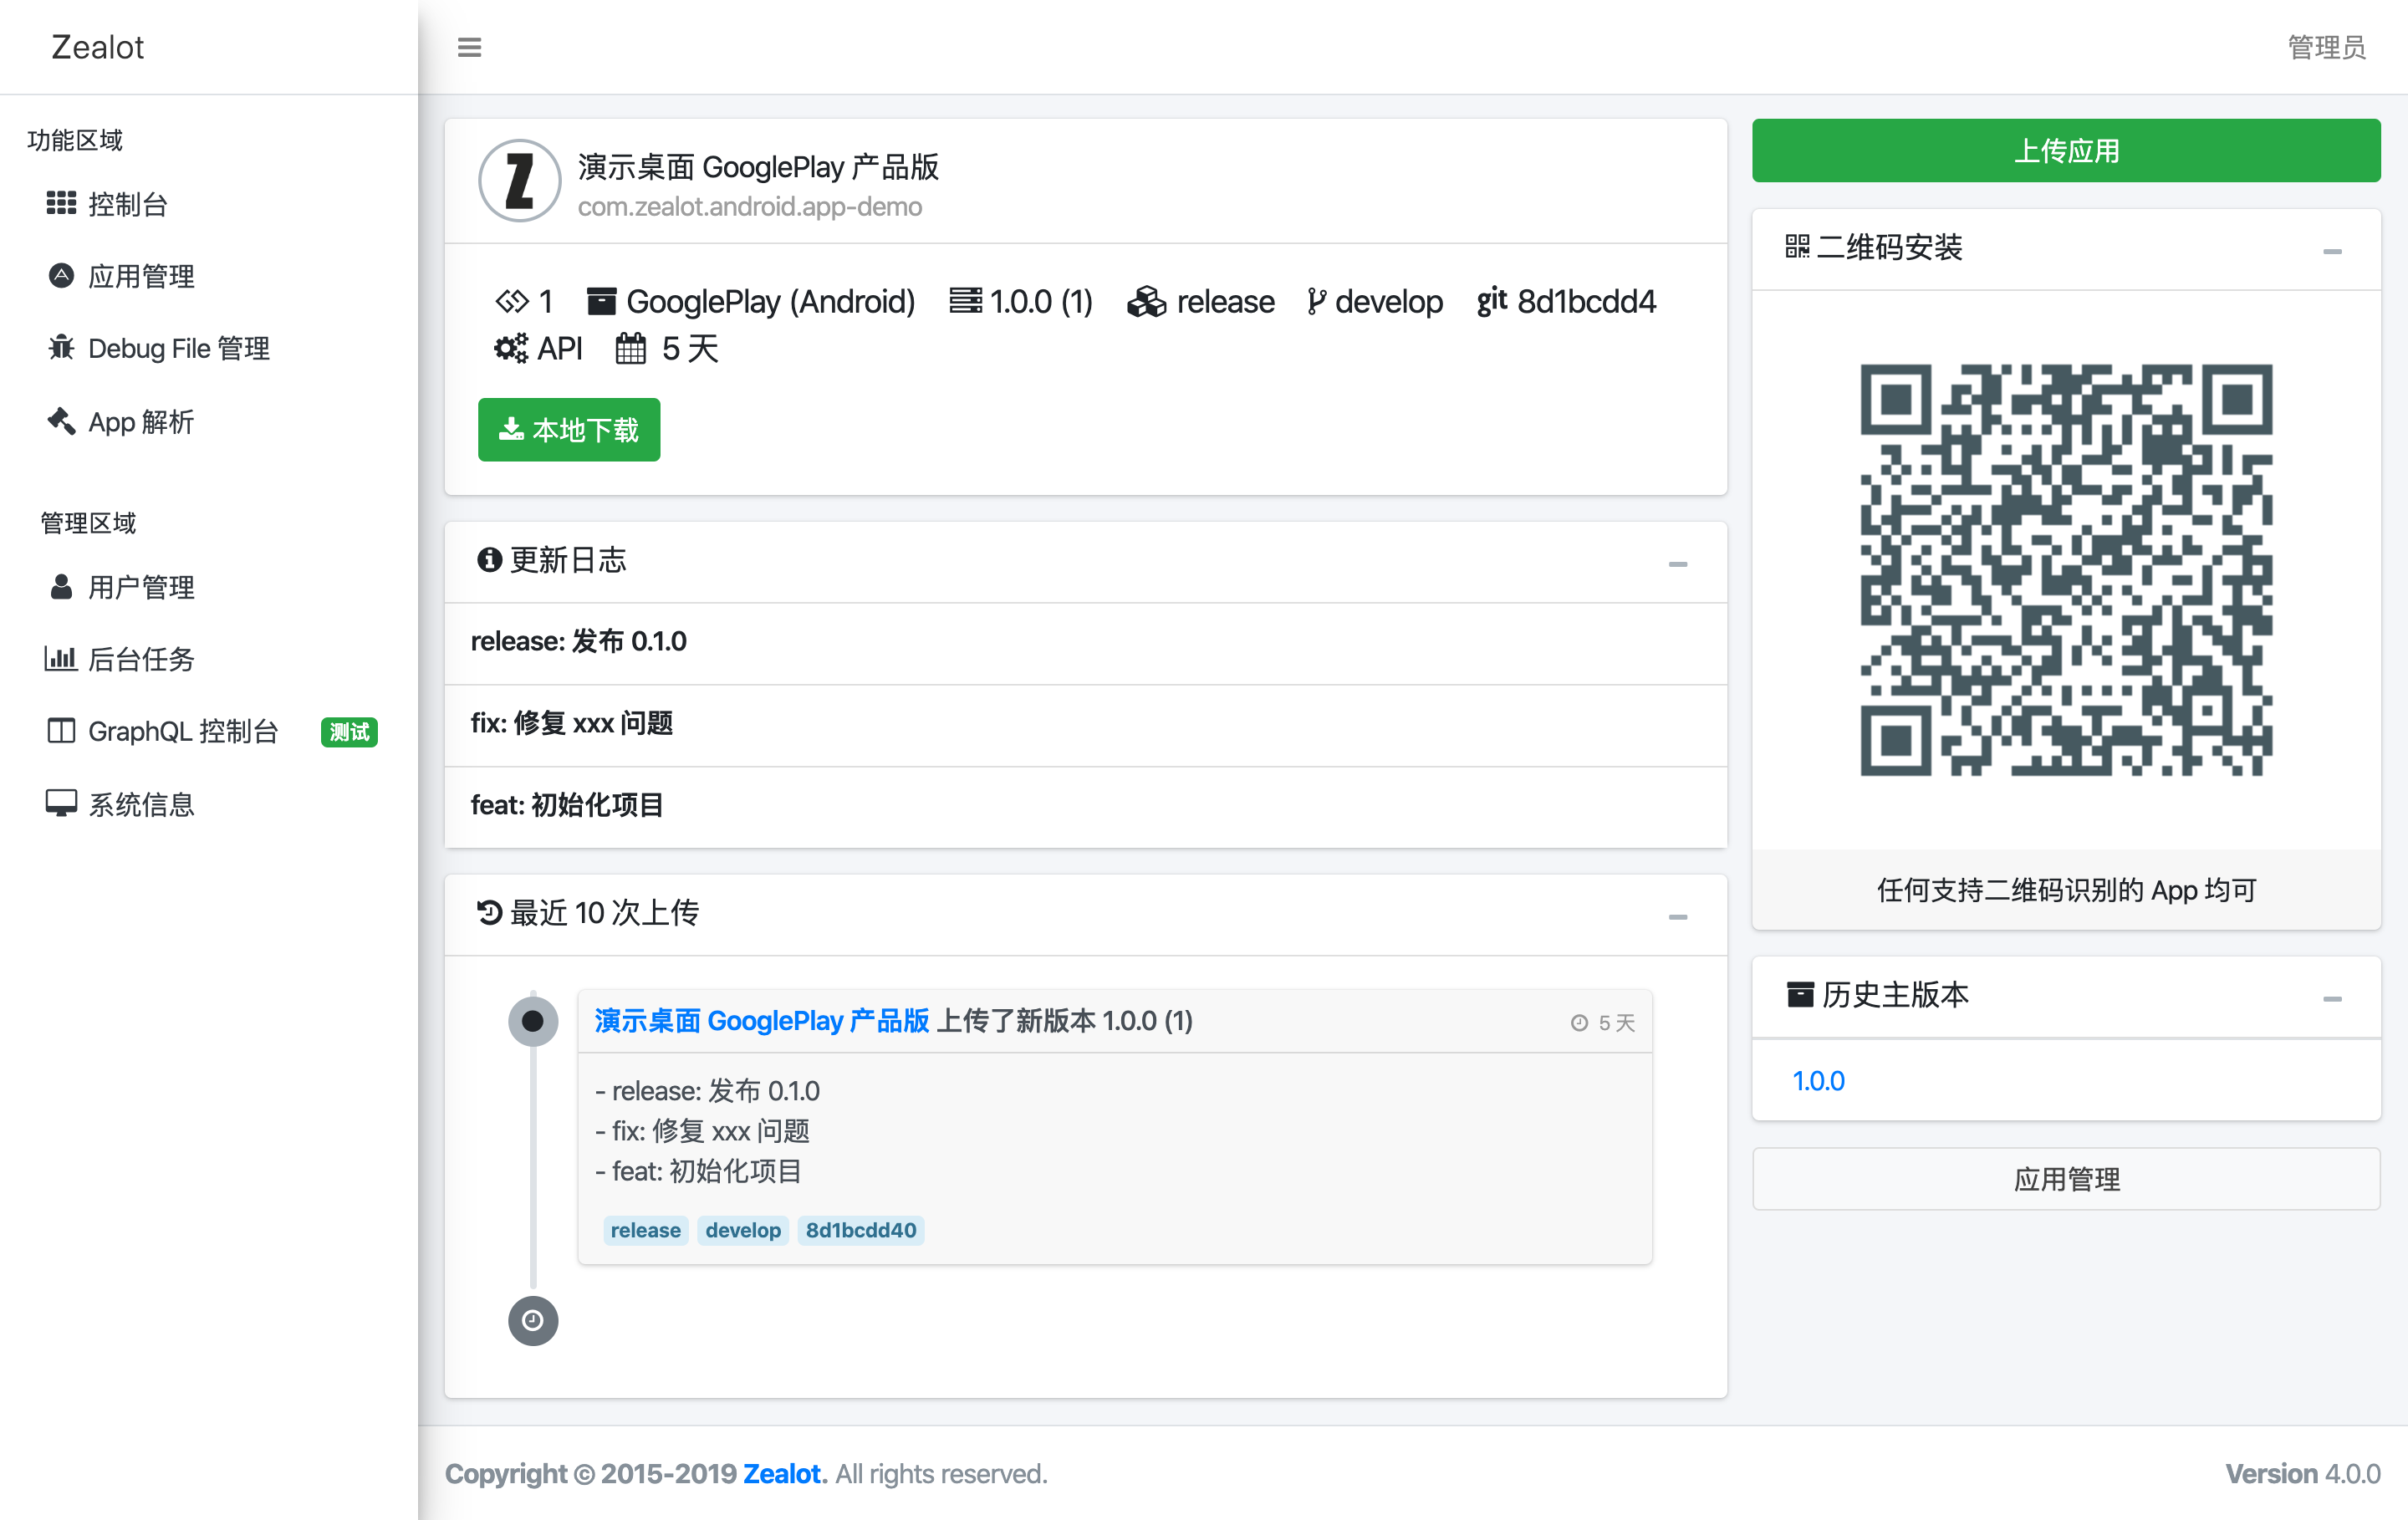 Zealot
管理员
功能区域
控制台
应用管理
Debug File 管理
App 解析
管理区域
用户管理
后台任务
GraphQL 控制台 测试
系统信息
演示桌面 GooglePlay 产品版
com.zealot.android.app-demo
1 GooglePlay (Android) 1.0.0 (1) release develop git 8d1bcdd4
API 5 天
本地下载
更新日志
release: 发布 0.1.0
fix: 修复 xxx 问题
feat: 初始化项目
最近 10 次上传
演示桌面 GooglePlay 产品版 上传了新版本 1.0.0 (1) 5 天
- release: 发布 0.1.0
- fix: 修复 xxx 问题
- feat: 初始化项目
release develop 8d1bcdd40
上传应用
二维码安装
任何支持二维码识别的 App 均可
历史主版本
1.0.0
应用管理
Copyright © 2015-2019 Zealot. All rights reserved.
Version 4.0.0